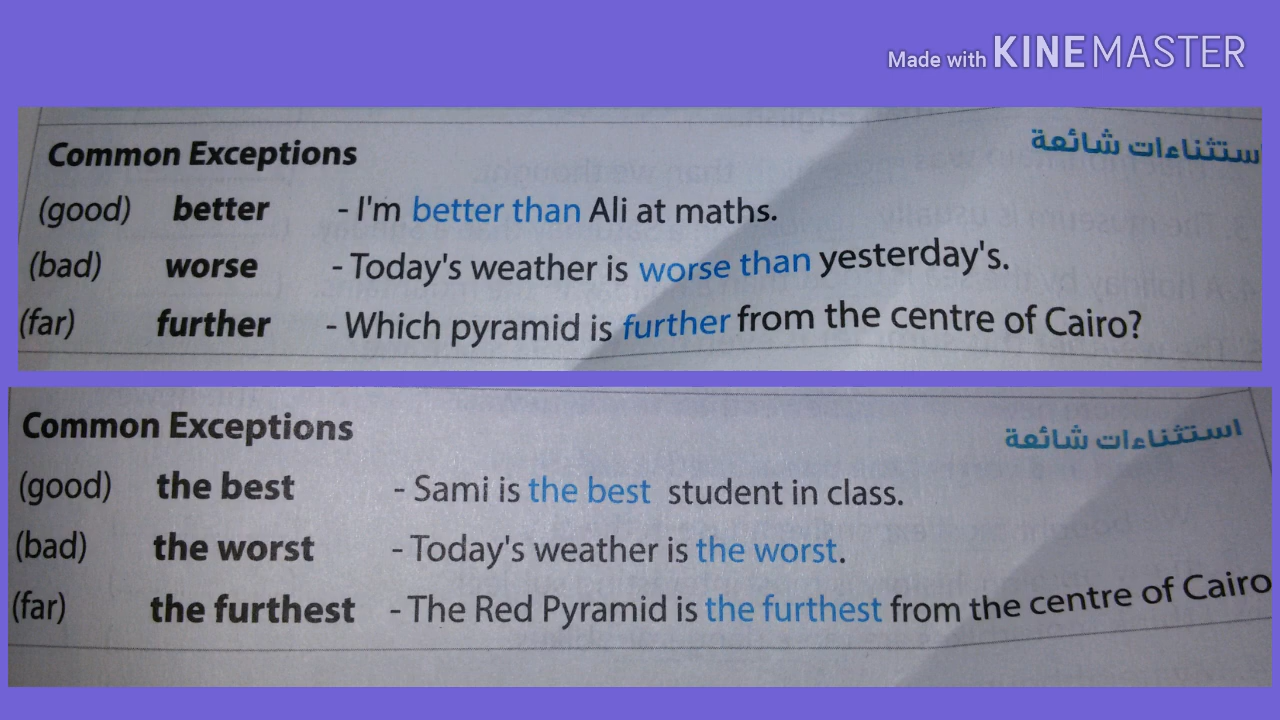 Made with KINEMASTER
Common Exceptions
استثناءات شائعة
(good) better - I'm better than Ali at maths.
(bad) worse - Today's weather is worse than yesterday's.
(far) further - Which pyramid is further from the centre of Cairo?
Common Exceptions
استثناءات شائعة
(good) the best - Sami is the best student in class.
(bad) the worst - Today's weather is the worst.
(far) the furthest - The Red Pyramid is the furthest from the centre of Cairo